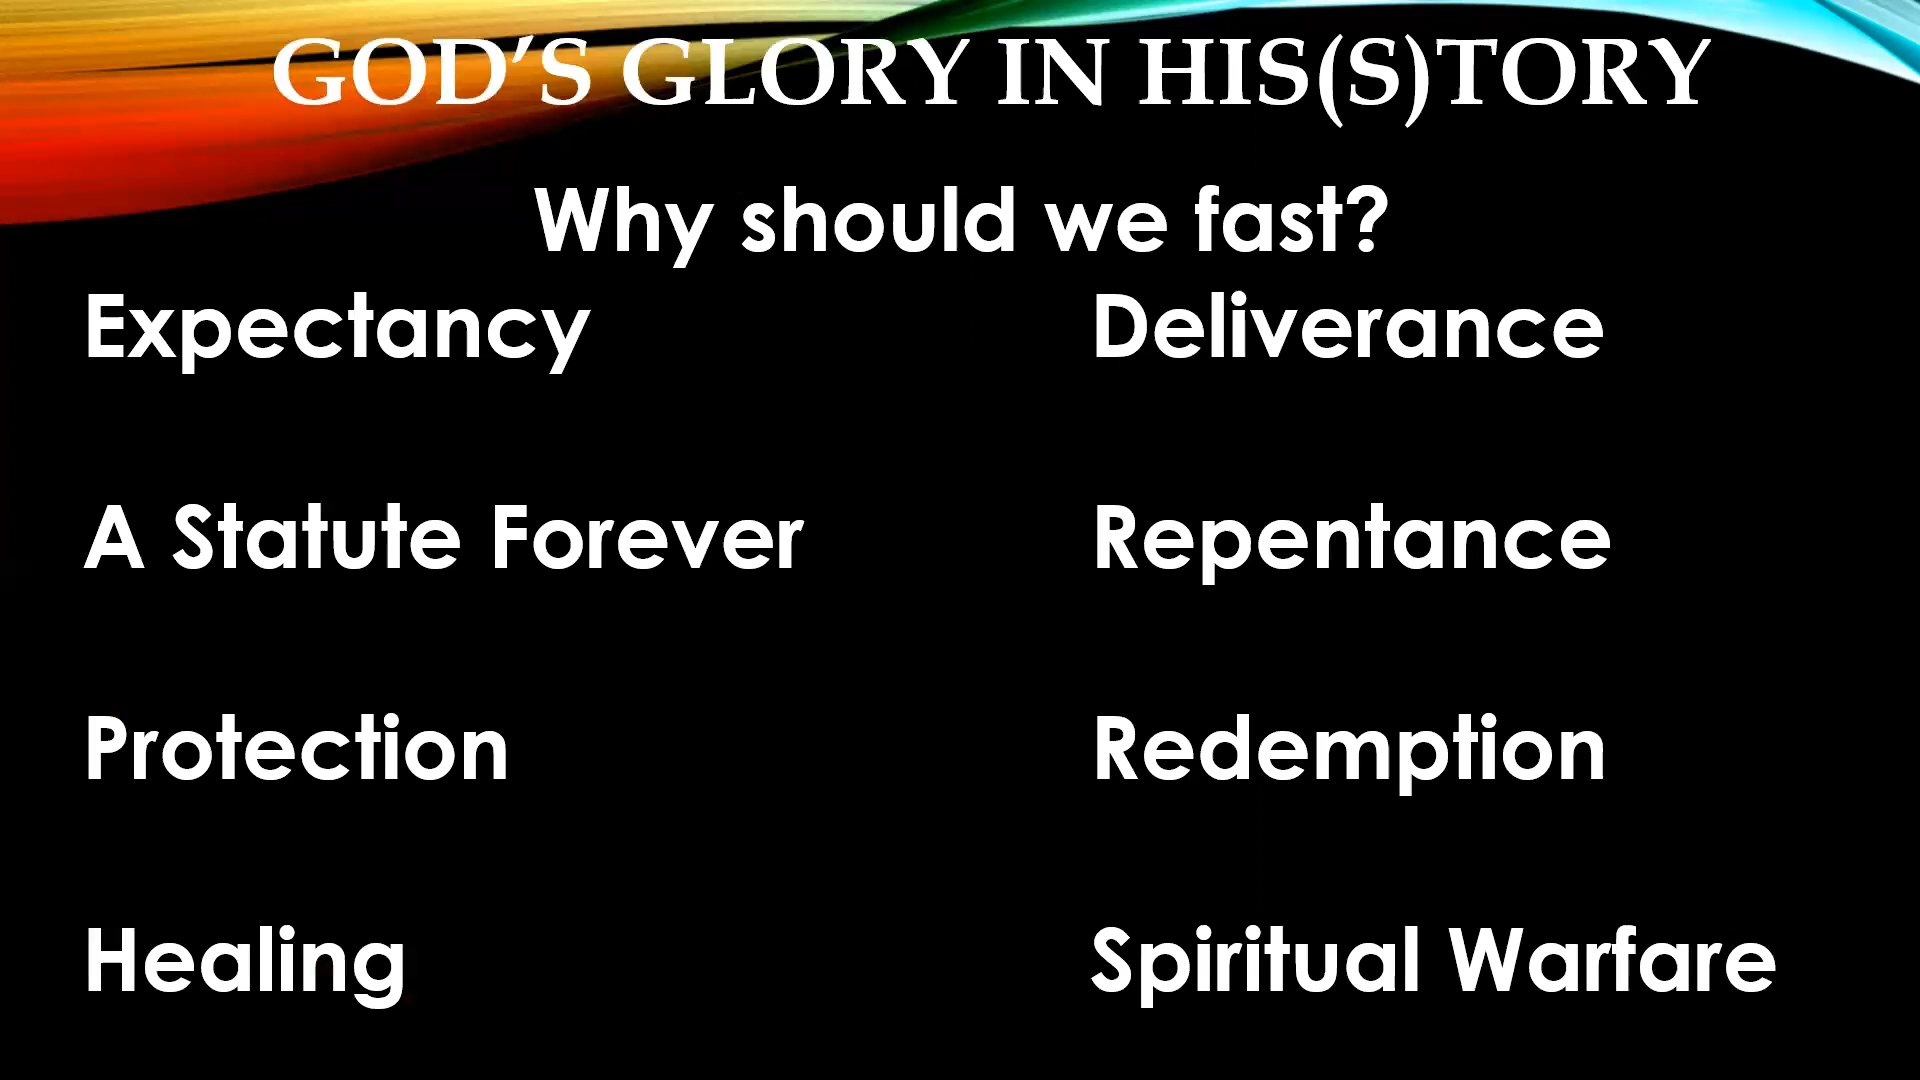 GOD’S GLORY IN HIS(S)TORY
Why should we fast?
Expectancy Deliverance
A Statute Forever Repentance
Protection Redemption
Healing Spiritual Warfare